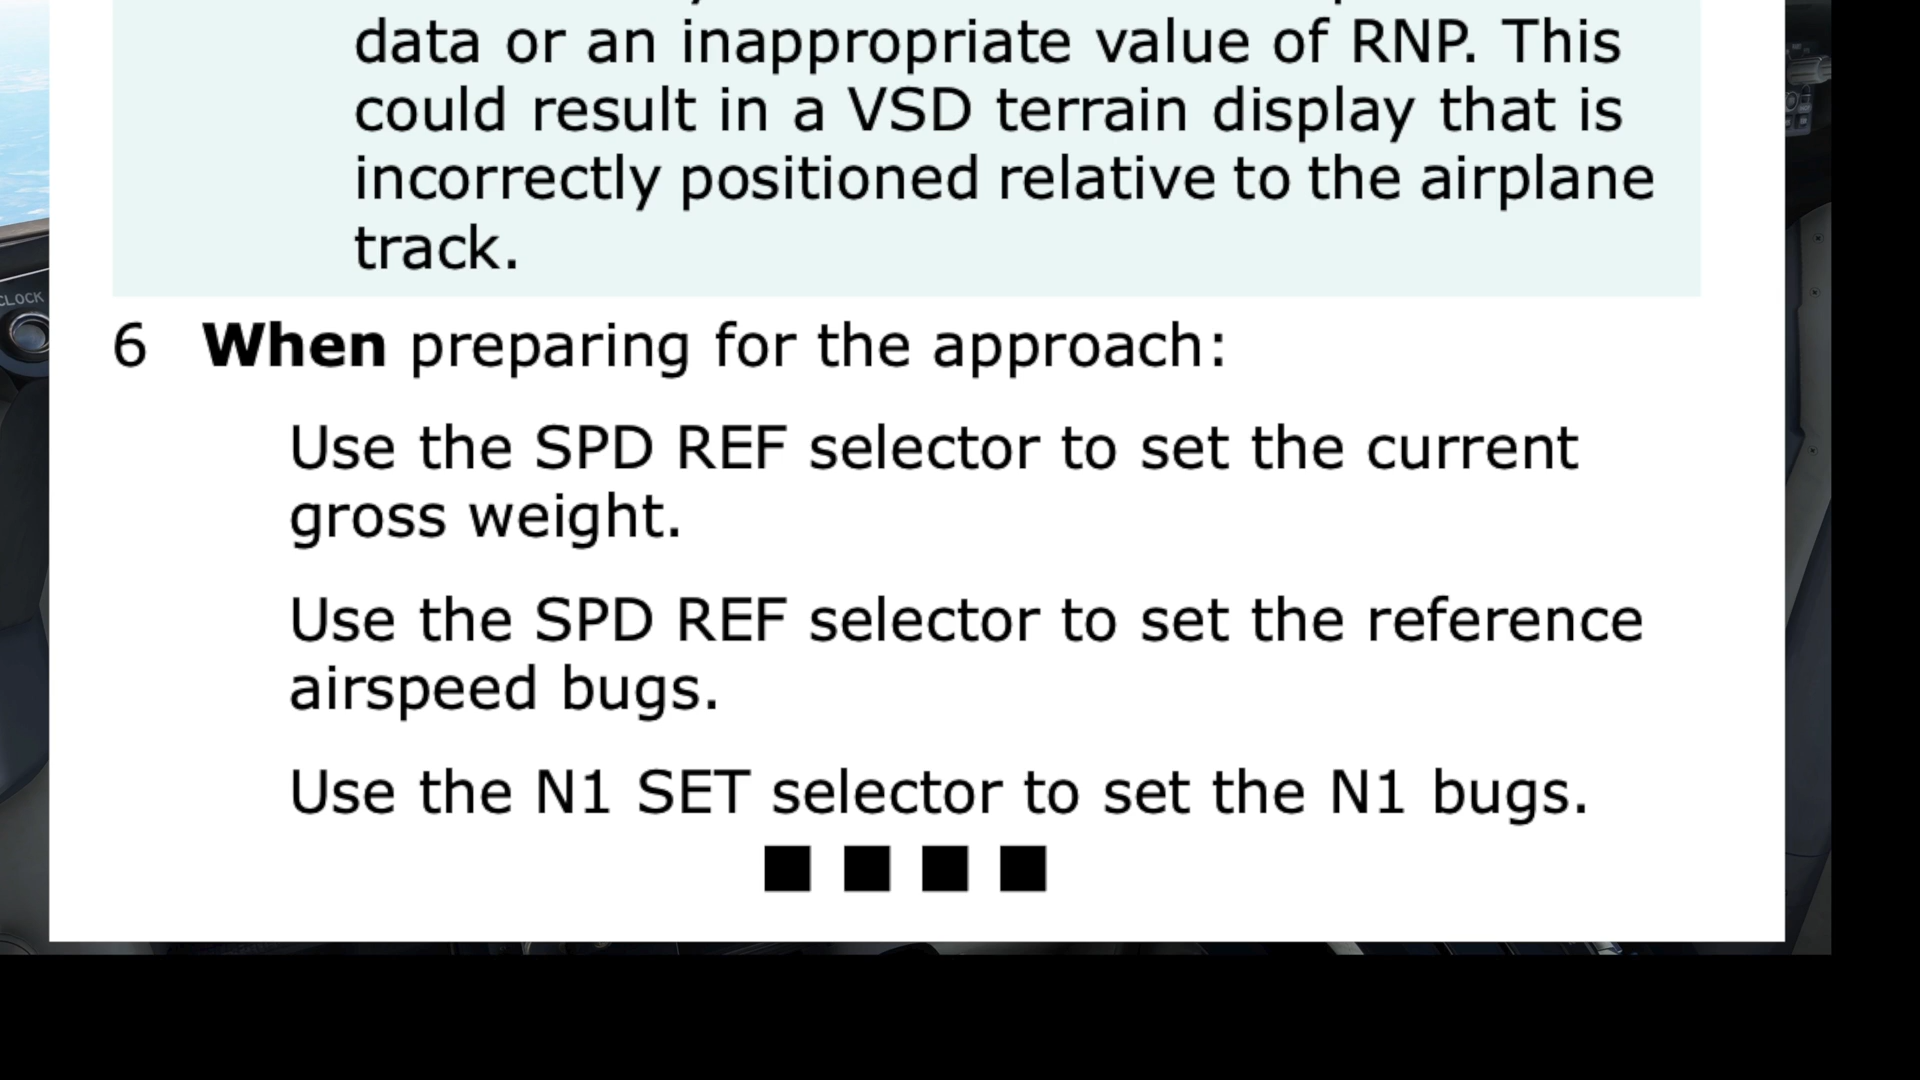 data or an inappropriate value of RNP. This
could result in a VSD terrain display that is
incorrectly positioned relative to the airplane
track.
CLOCK
6 When preparing for the approach:
Use the SPD REF selector to set the current
gross weight.
Use the SPD REF selector to set the reference
airspeed bugs.
Use the N1 SET selector to set the N1 bugs.